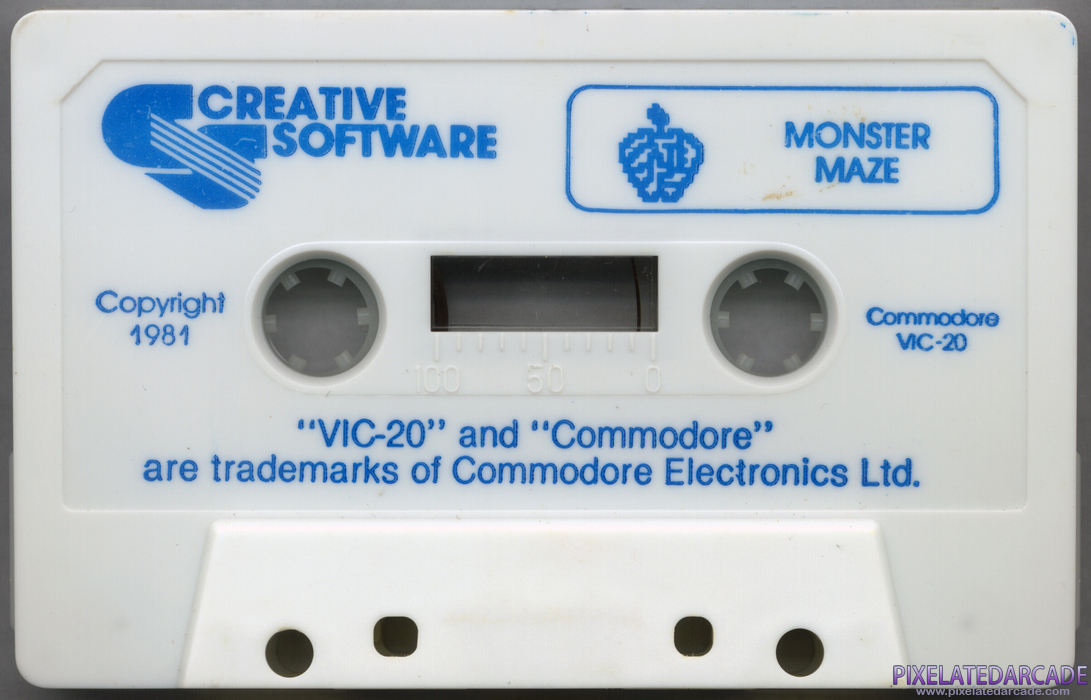 CREATIVE
SOFTWARE
MONSTER
MAZE
Copyright
1981
Commodore
VIC-20
100 50 0
"VIC-20" and "Commodore"
are trademarks of Commodore Electronics Ltd.
PIXELATEDARCADE
www.pixelatedarcade.com